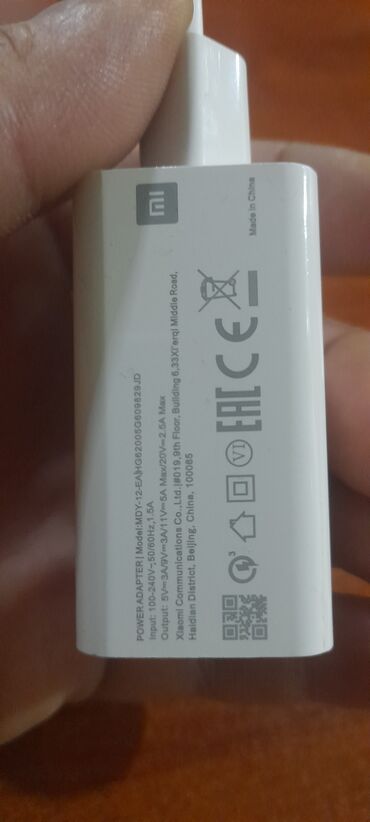 mi
POWER ADAPTER | Model:MDY-12-EA|HG62005G609829JD
Input: 100-240V~,50/60Hz,1.5A
Output: 5V⎓3A/9V⎓3A/11V⎓5A Max/20V⎓2.5A Max
Xiaomi Communications Co.,Ltd.|#019,9th Floor, Building 6,33Xi'erqi Middle Road,
Haidian District, Beijing, China, 100085
3 VI EAC CE
Made in China